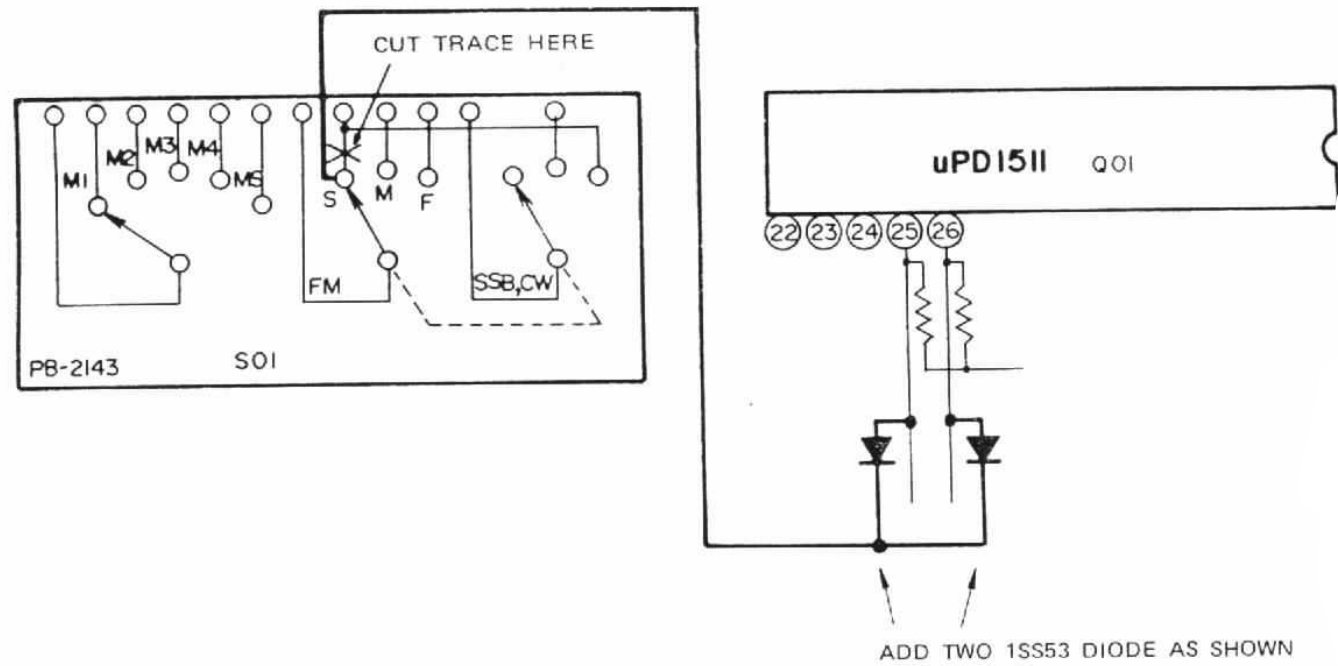 CUT TRACE HERE
M1
M2
M3
M4
M5
S
M
F
FM
SSB,CW
PB-2143
S01
uPD1511 Q01
22 23 24 25 26
ADD TWO 1SS53 DIODE AS SHOWN